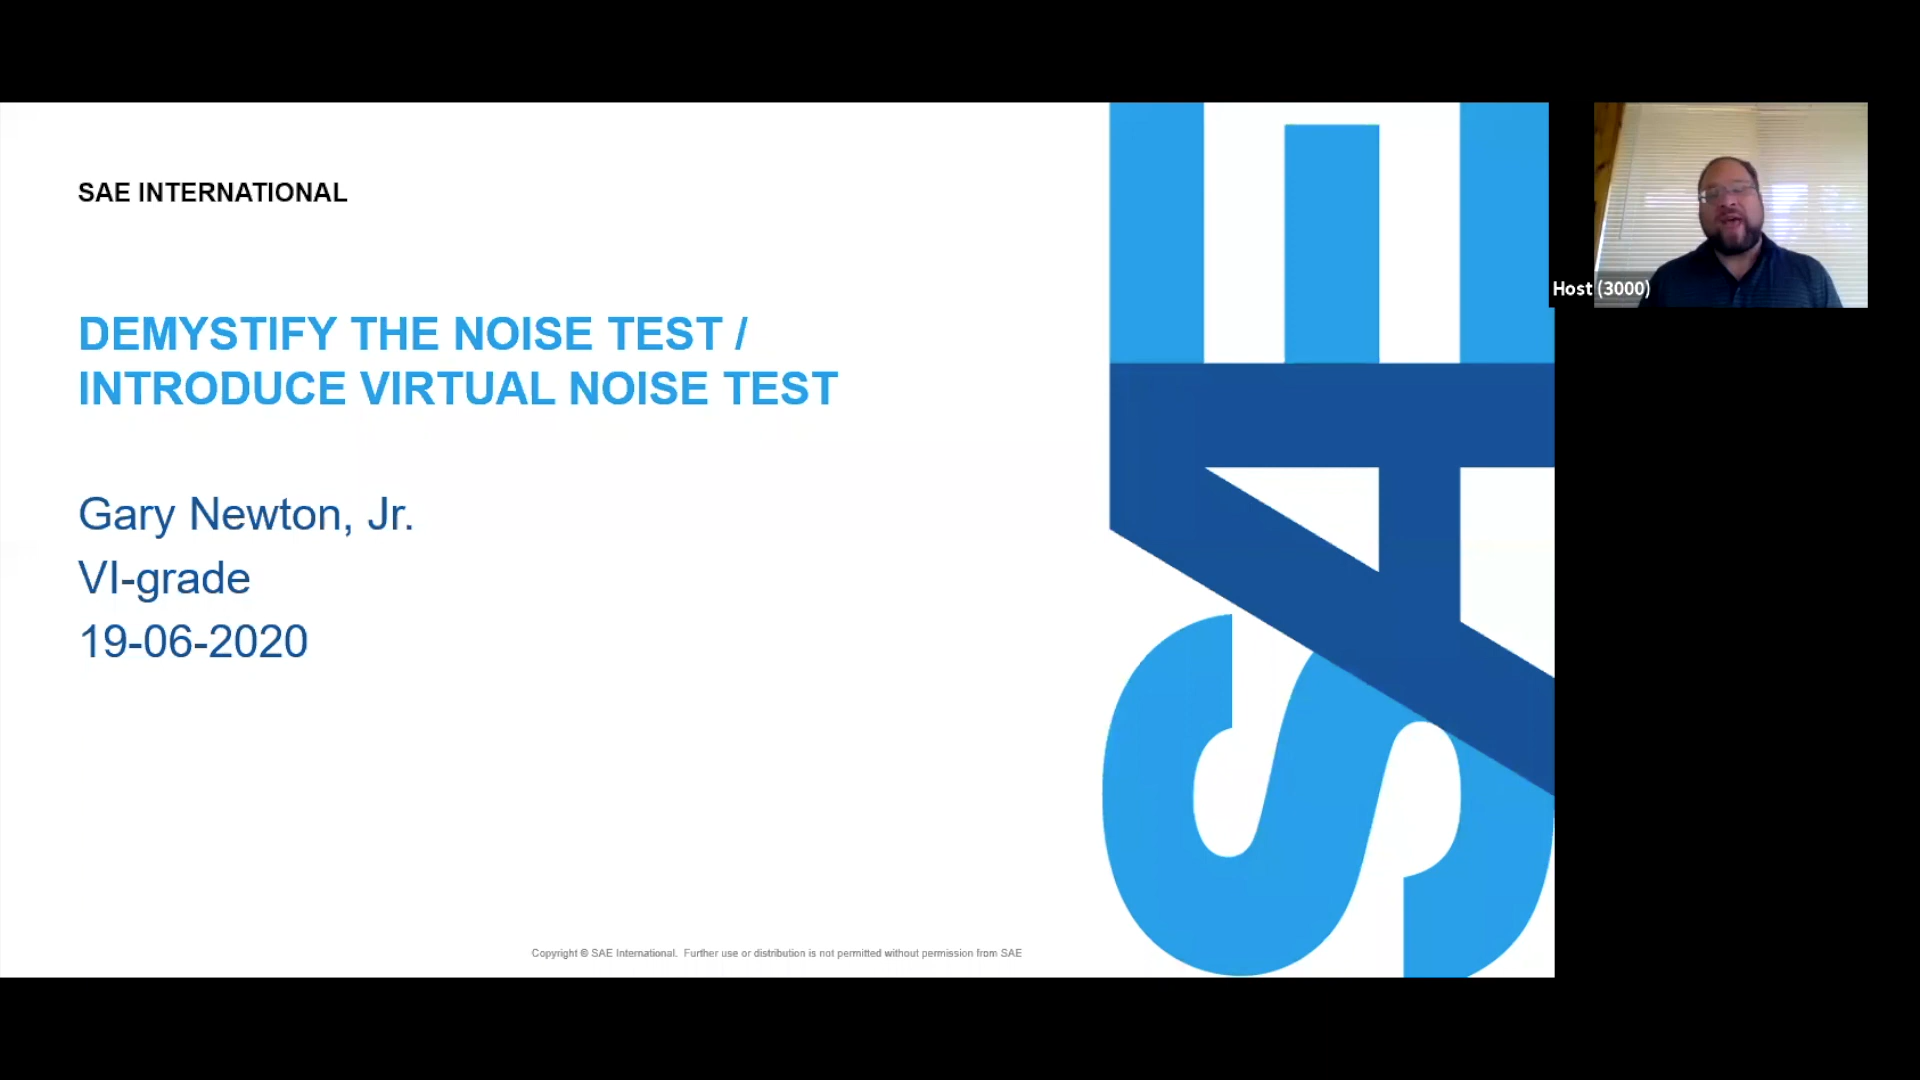 SAE INTERNATIONAL
DEMYSTIFY THE NOISE TEST /
INTRODUCE VIRTUAL NOISE TEST
Gary Newton, Jr.
VI-grade
19-06-2020
Copyright © SAE International. Further use or distribution is not permitted without permission from SAE
SAE
Host (3000)